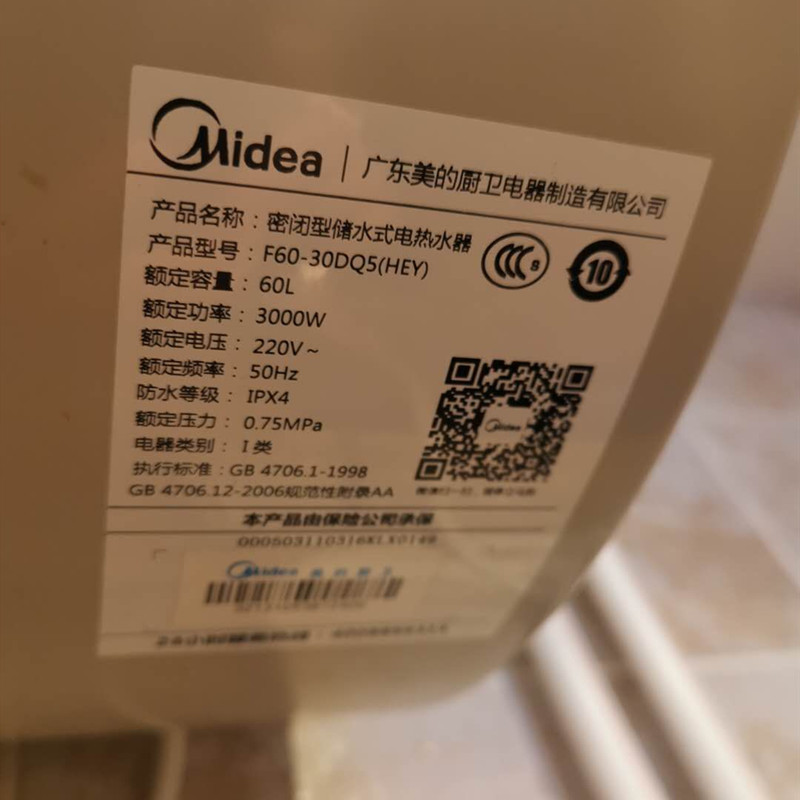 Midea | 广东美的厨卫电器制造有限公司
产品名称：密闭型储水式电热水器
产品型号：F60-30DQ5(HEY)
CCC S
10
额定容量：60L
额定功率：3000W
额定电压：220V~
额定频率：50Hz
防水等级：IPX4
额定压力：0.75MPa
电器类别：I类
执行标准：GB 4706.1-1998
GB 4706.12-2006规范性附录AA
Midea
本产品由保险公司承保
Midea